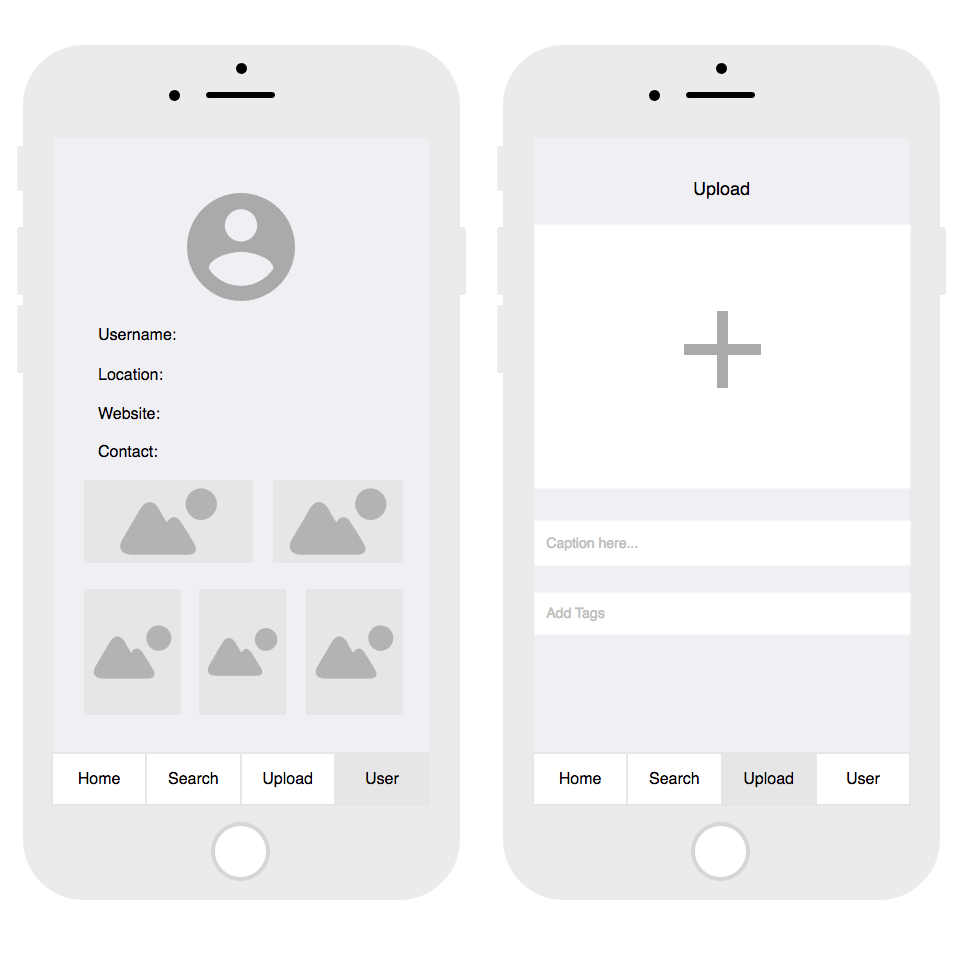 Username:
Location:
Website:
Contact:
Home Search Upload User
Upload
Caption here...
Add Tags
Home Search Upload User